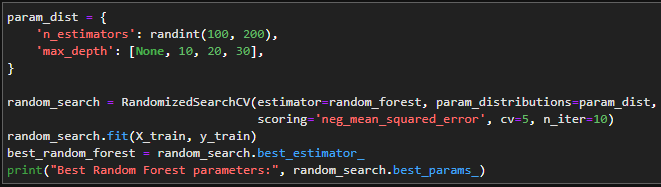 param_dist = {
    'n_estimators': randint(100, 200),
    'max_depth': [None, 10, 20, 30],
}
random_search = RandomizedSearchCV(estimator=random_forest, param_distributions=param_dist,
                                   scoring='neg_mean_squared_error', cv=5, n_iter=10)
random_search.fit(X_train, y_train)
best_random_forest = random_search.best_estimator_
print("Best Random Forest parameters:", random_search.best_params_)